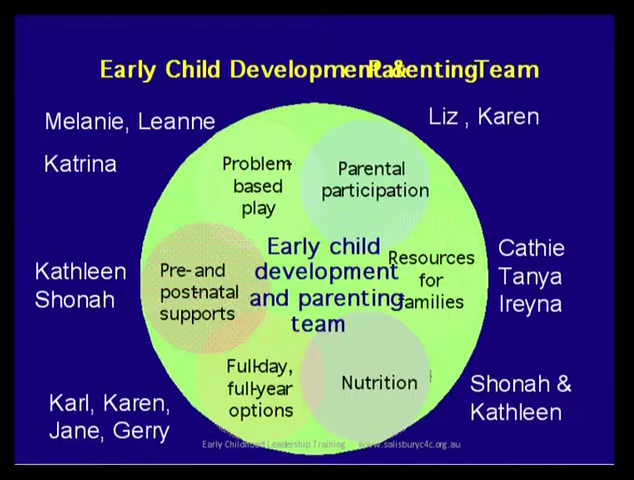 Early Child Development & Parenting Team
Melanie, Leanne
Katrina
Liz , Karen
Problem-
based
play
Parental
participation
Kathleen
Shonah
Pre- and
post-natal
supports
Early child
development
and parenting
team
Resources
for
families
Cathie
Tanya
Ireyna
Karl, Karen,
Jane, Gerry
Full-day,
full-year
options
Nutrition
Shonah &
Kathleen
Early Childhood Leadership Training www.salisburyc4c.org.au